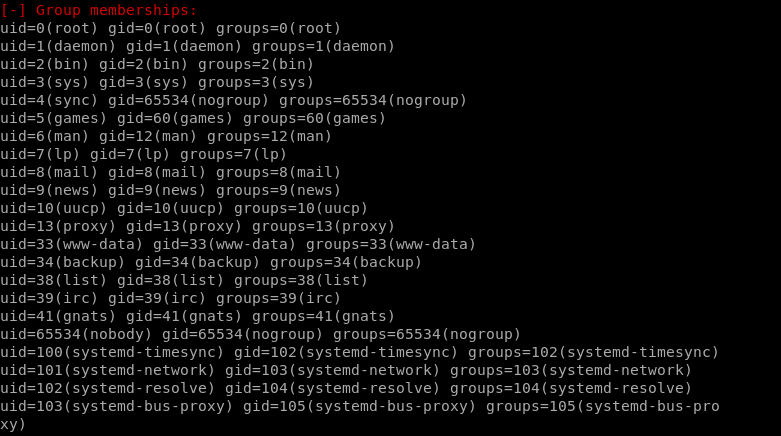 [-] Group memberships:
uid=0(root) gid=0(root) groups=0(root)
uid=1(daemon) gid=1(daemon) groups=1(daemon)
uid=2(bin) gid=2(bin) groups=2(bin)
uid=3(sys) gid=3(sys) groups=3(sys)
uid=4(sync) gid=65534(nogroup) groups=65534(nogroup)
uid=5(games) gid=60(games) groups=60(games)
uid=6(man) gid=12(man) groups=12(man)
uid=7(lp) gid=7(lp) groups=7(lp)
uid=8(mail) gid=8(mail) groups=8(mail)
uid=9(news) gid=9(news) groups=9(news)
uid=10(uucp) gid=10(uucp) groups=10(uucp)
uid=13(proxy) gid=13(proxy) groups=13(proxy)
uid=33(www-data) gid=33(www-data) groups=33(www-data)
uid=34(backup) gid=34(backup) groups=34(backup)
uid=38(list) gid=38(list) groups=38(list)
uid=39(irc) gid=39(irc) groups=39(irc)
uid=41(gnats) gid=41(gnats) groups=41(gnats)
uid=65534(nobody) gid=65534(nogroup) groups=65534(nogroup)
uid=100(systemd-timesync) gid=102(systemd-timesync) groups=102(systemd-timesync)
uid=101(systemd-network) gid=103(systemd-network) groups=103(systemd-network)
uid=102(systemd-resolve) gid=104(systemd-resolve) groups=104(systemd-resolve)
uid=103(systemd-bus-proxy) gid=105(systemd-bus-proxy) groups=105(systemd-bus-pro
xy)